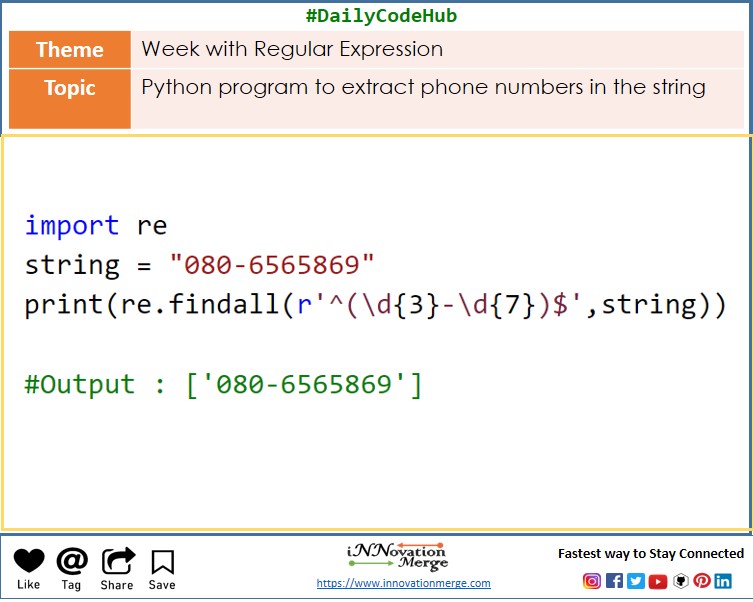 #DailyCodeHub
Theme Week with Regular Expression
Topic Python program to extract phone numbers in the string
import re
string = "080-6565869"
print(re.findall(r'^(\d{3}-\d{7})$',string))
#Output : ['080-6565869']
Like Tag Share Save
iNNovation
Merge
https://www.innovationmerge.com
Fastest way to Stay Connected